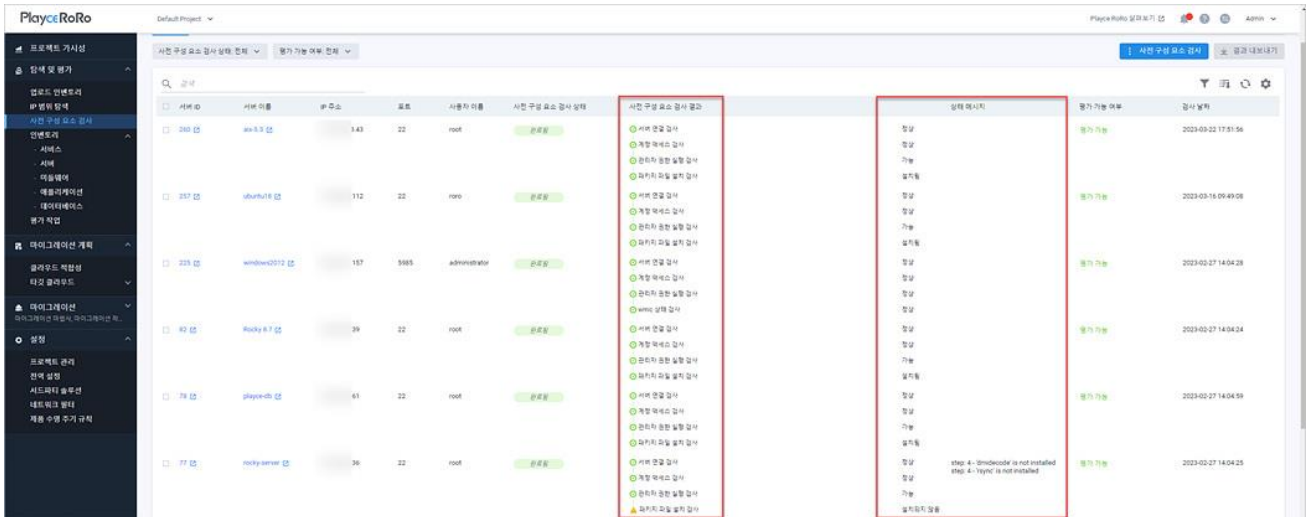 PlayceRoRo
Default Project
Playce RoRo 살펴보기
Admin
프로젝트 가시성
탐색 및 평가
업로드 인벤토리
IP 범위 탐색
사전 구성 요소 검사
인벤토리
- 서비스
- 서버
- 미들웨어
- 애플리케이션
- 데이터베이스
평가 작업
마이그레이션 계획
클라우드 적합성
타깃 클라우드
마이그레이션
설정
프로젝트 관리
전역 설정
서드파티 솔루션
네트워크 필터
제품 수명 주기 규칙
사전 구성 요소 검사 상태: 전체
평가 가능 여부: 전체
사전 구성 요소 검사
결과 내보내기
검색
서버 ID 서버 이름 IP 주소 포트 사용자 이름 사전 구성 요소 검사 상태 사전 구성 요소 검사 결과 상태 메시지 평가 가능 여부 검사 날짜
260 aix-5.3 143 22 root 완료됨 서버 연결 검사 정상 평가 가능 2023-03-22 17:51:56
계정 액세스 검사 정상
관리자 권한 실행 검사 가능
패키지 파일 설치 검사 설치됨
257 ubuntu16 112 22 roro 완료됨 서버 연결 검사 정상 평가 가능 2023-03-16 09:49:08
계정 액세스 검사 정상
관리자 권한 실행 검사 가능
패키지 파일 설치 검사 설치됨
225 windows2012 157 5985 administrator 완료됨 서버 연결 검사 정상 평가 가능 2023-02-27 14:04:28
계정 액세스 검사 정상
관리자 권한 실행 검사 정상
wmic 상태 검사 정상
82 Rocky 8.7 39 22 root 완료됨 서버 연결 검사 정상 평가 가능 2023-02-27 14:04:24
계정 액세스 검사 정상
관리자 권한 실행 검사 가능
패키지 파일 설치 검사 설치됨
78 playce-db 61 22 root 완료됨 서버 연결 검사 정상 평가 가능 2023-02-27 14:04:59
계정 액세스 검사 정상
관리자 권한 실행 검사 가능
패키지 파일 설치 검사 설치됨
77 rocky-server 36 22 root 완료됨 서버 연결 검사 정상 step: 4 - 'dmidecode' is not installed 평가 가능 2023-02-27 14:04:25
step: 4 - 'rsync' is not installed
계정 액세스 검사 정상
관리자 권한 실행 검사 가능
패키지 파일 설치 검사 설치되지 않음